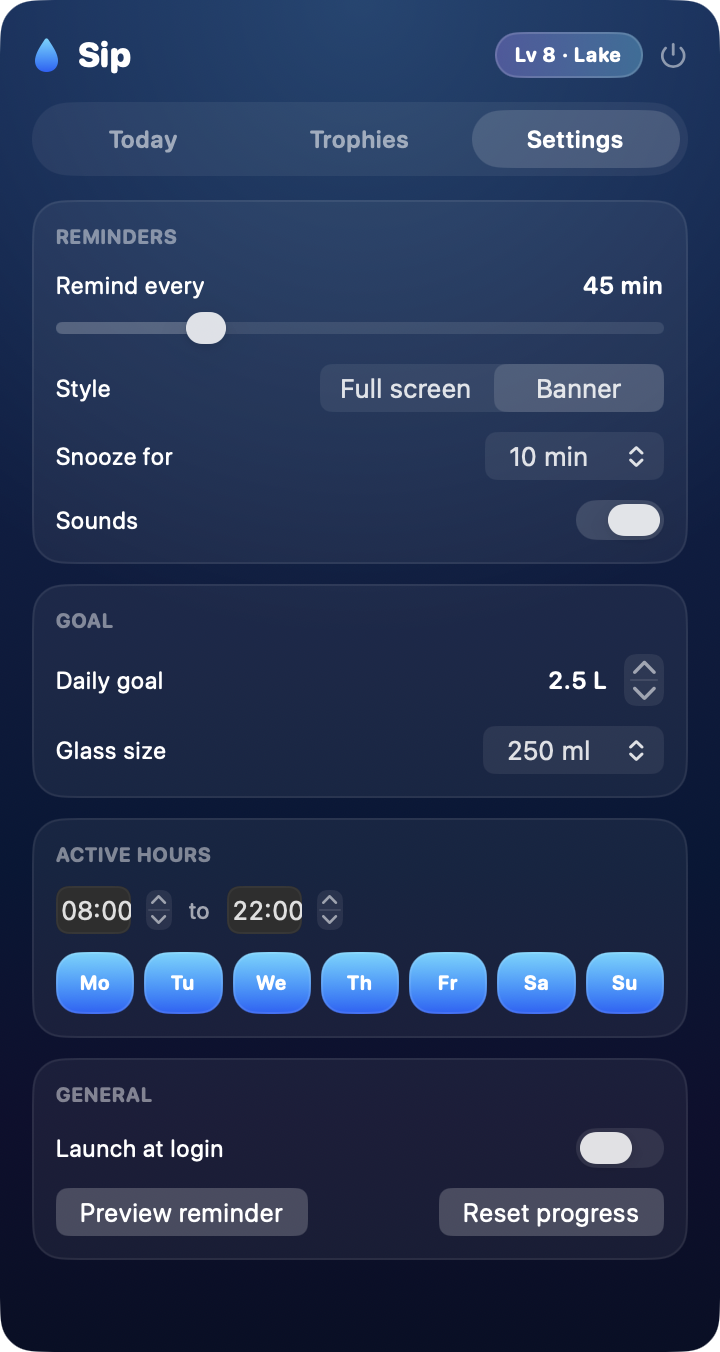 Sip
Lv 8 · Lake
Today
Trophies
Settings
REMINDERS
Remind every
45 min
Style
Full screen
Banner
Snooze for
10 min
Sounds
GOAL
Daily goal
2.5 L
Glass size
250 ml
ACTIVE HOURS
08:00 to 22:00
Mo Tu We Th Fr Sa Su
GENERAL
Launch at login
Preview reminder
Reset progress